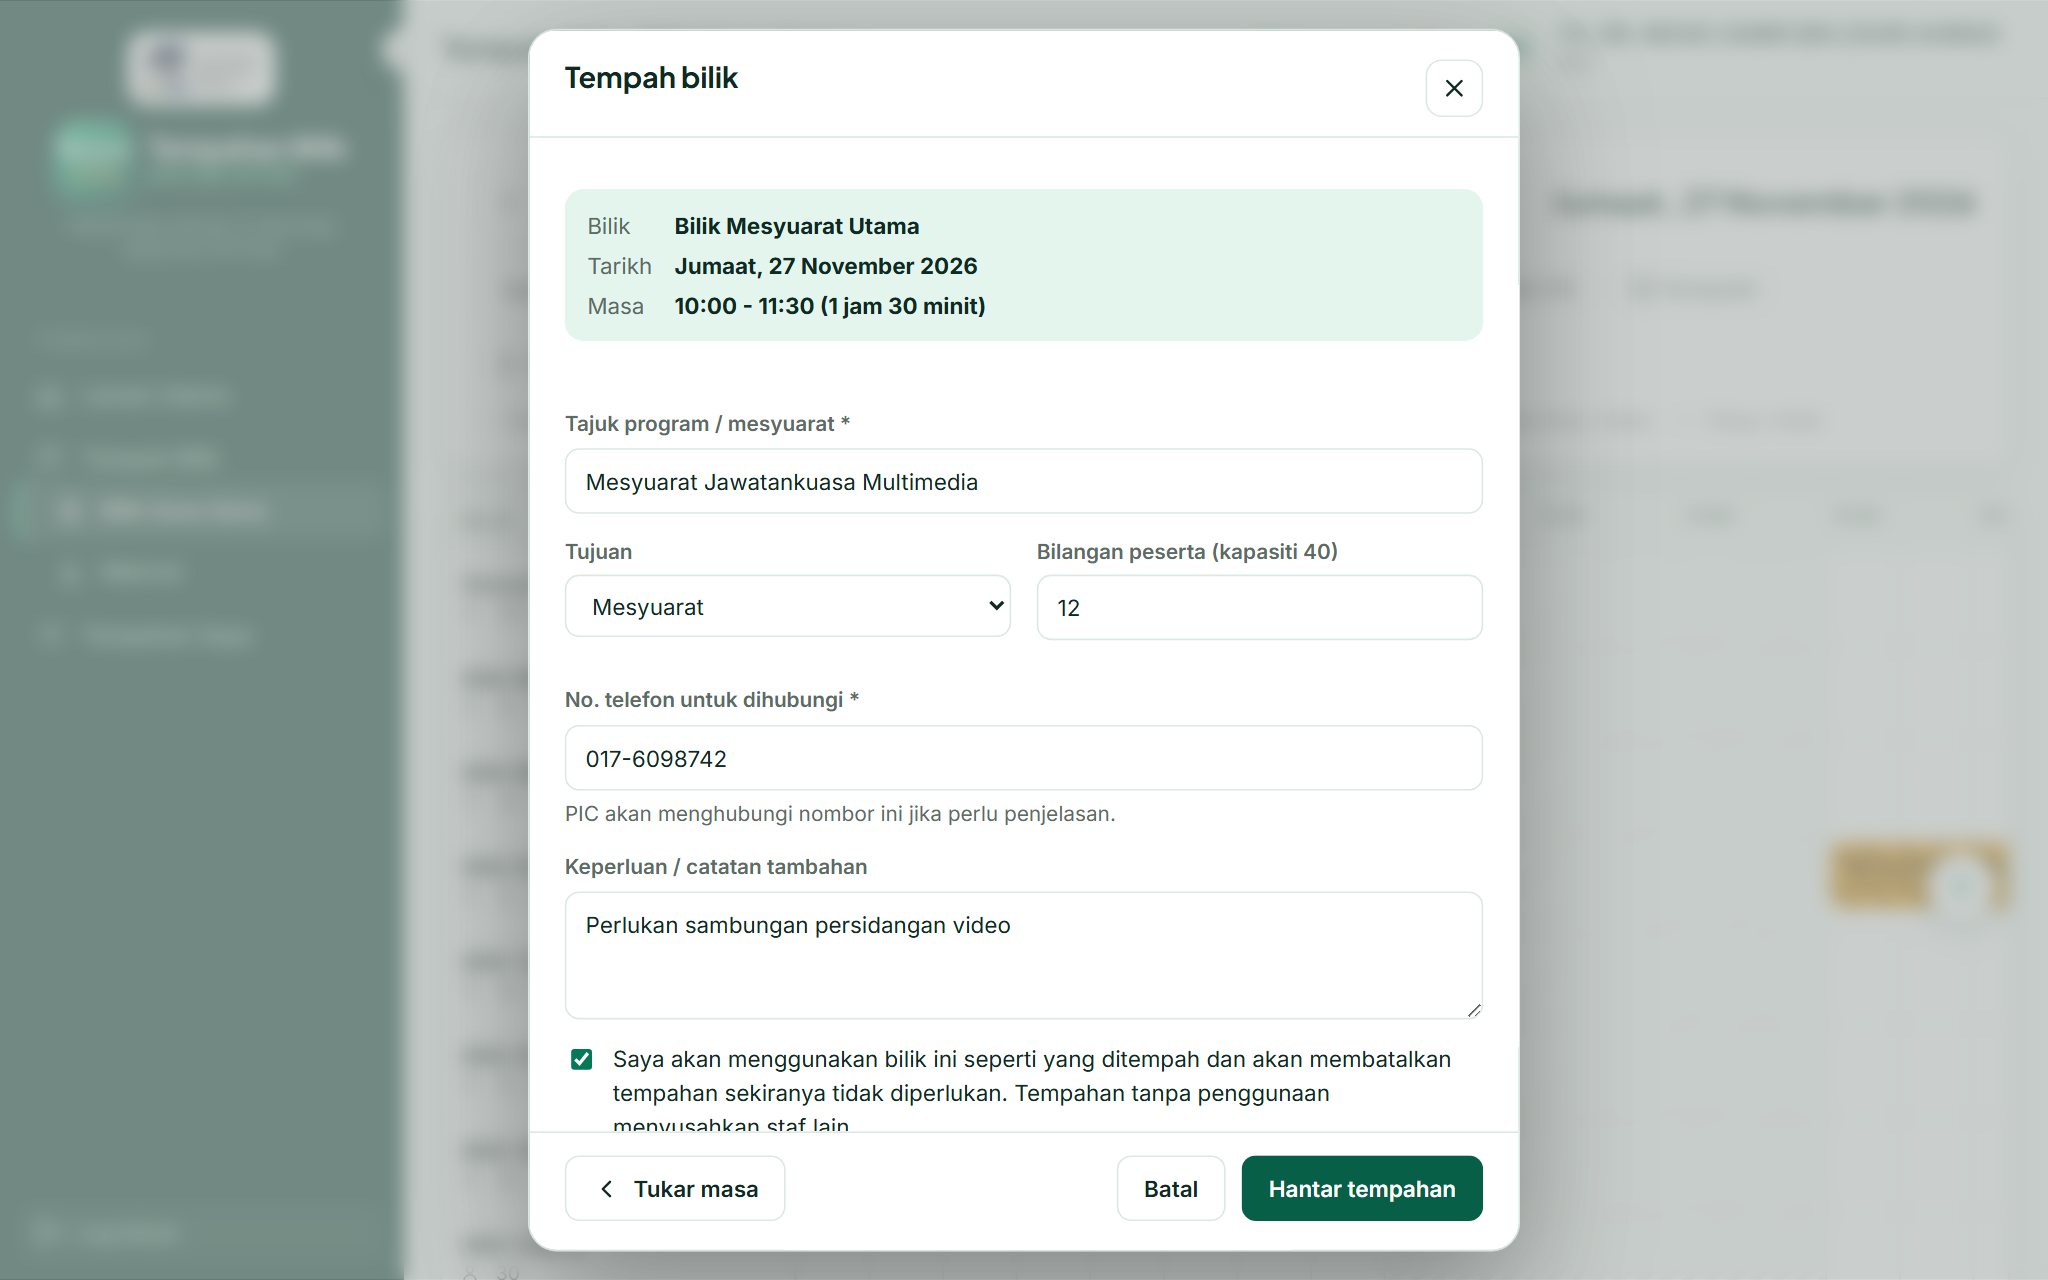 Tempah bilik
Bilik Bilik Mesyuarat Utama
Tarikh Jumaat, 27 November 2026
Masa 10:00 - 11:30 (1 jam 30 minit)
Tajuk program / mesyuarat *
Mesyuarat Jawatankuasa Multimedia
Tujuan Bilangan peserta (kapasiti 40)
Mesyuarat 12
No. telefon untuk dihubungi *
017-6098742
PIC akan menghubungi nombor ini jika perlu penjelasan.
Keperluan / catatan tambahan
Perlukan sambungan persidangan video
Saya akan menggunakan bilik ini seperti yang ditempah dan akan membatalkan
tempahan sekiranya tidak diperlukan. Tempahan tanpa penggunaan
menyusahkan staf lain
Tukar masa Batal Hantar tempahan